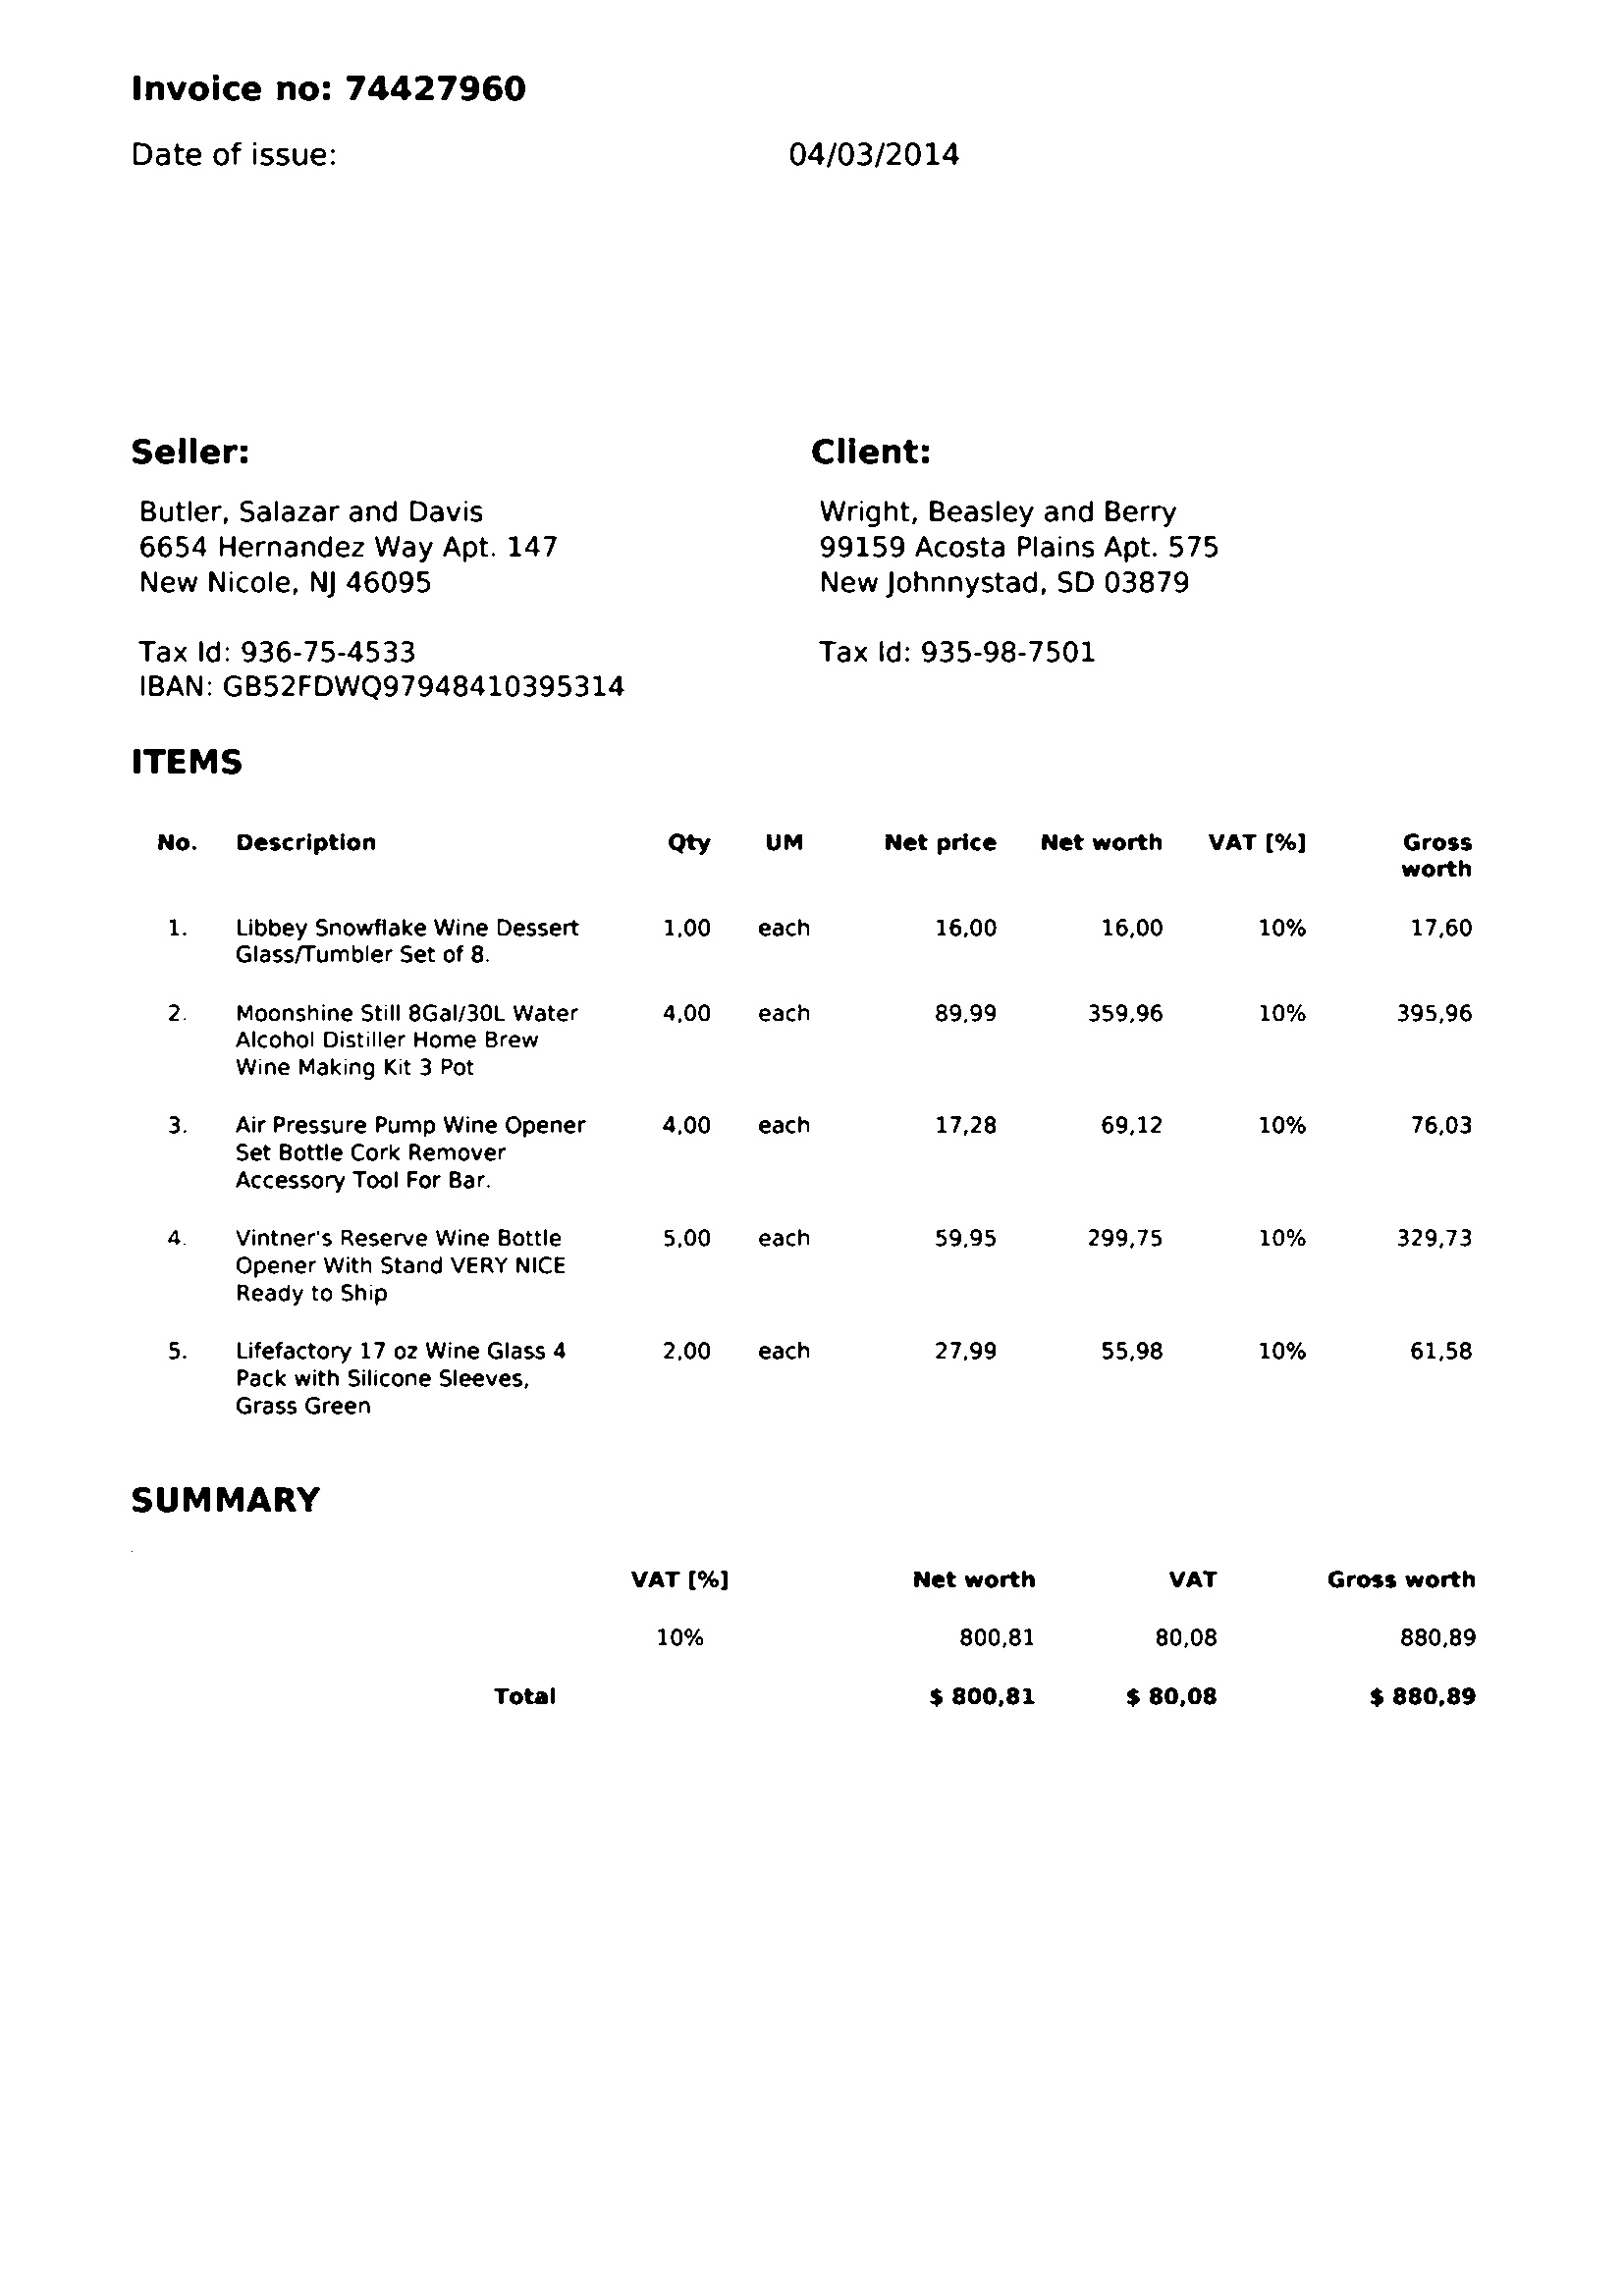 Invoice no: 74427960
Date of issue: 04/03/2014
Seller:
Butler, Salazar and Davis
6654 Hernandez Way Apt. 147
New Nicole, NJ 46095
Tax Id: 936-75-4533
IBAN: GB52FDWQ97948410395314
Client:
Wright, Beasley and Berry
99159 Acosta Plains Apt. 575
New Johnnystad, SD 03879
Tax Id: 935-98-7501
ITEMS
No. Description Qty UM Net price Net worth VAT [%] Gross
worth
1. Libbey Snowflake Wine Dessert 1,00 each 16,00 16,00 10% 17,60
Glass/Tumbler Set of 8.
2. Moonshine Still 8Gal/30L Water 4,00 each 89,99 359,96 10% 395,96
Alcohol Distiller Home Brew
Wine Making Kit 3 Pot
3. Air Pressure Pump Wine Opener 4,00 each 17,28 69,12 10% 76,03
Set Bottle Cork Remover
Accessory Tool For Bar.
4. Vintner's Reserve Wine Bottle 5,00 each 59,95 299,75 10% 329,73
Opener With Stand VERY NICE
Ready to Ship
5. Lifefactory 17 oz Wine Glass 4 2,00 each 27,99 55,98 10% 61,58
Pack with Silicone Sleeves,
Grass Green
SUMMARY
VAT [%] Net worth VAT Gross worth
10% 800,81 80,08 880,89
Total $ 800,81 $ 80,08 $ 880,89